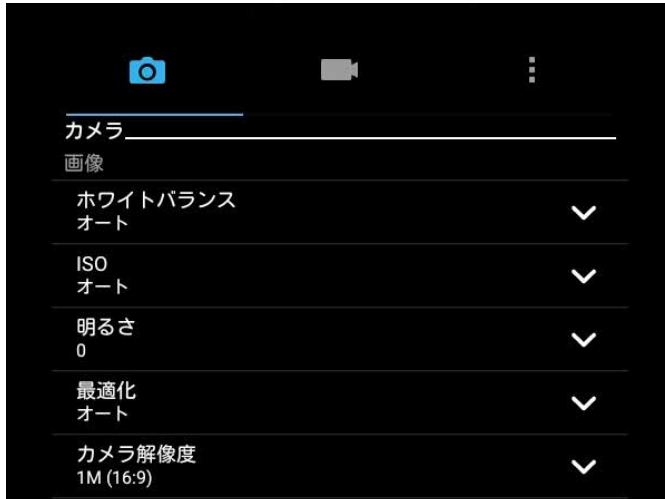 カメラ
画像
ホワイトバランス
オート
ISO
オート
明るさ
0
最適化
オート
カメラ解像度
1M (16:9)